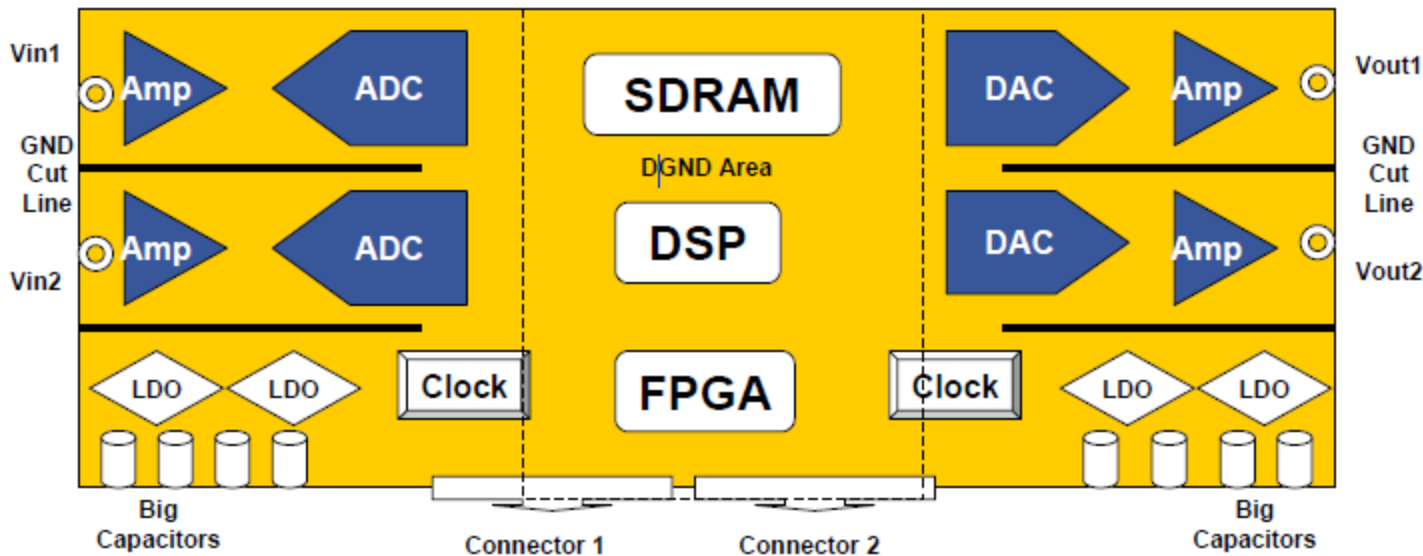 Vin1
Amp
ADC
SDRAM
DAC
Amp
Vout1
GND
Cut
Line
DGND Area
GND
Cut
Line
Vin2
Amp
ADC
DSP
DAC
Amp
Vout2
LDO
LDO
Clock
FPGA
Clock
LDO
LDO
Big
Capacitors
Connector 1
Connector 2
Big
Capacitors